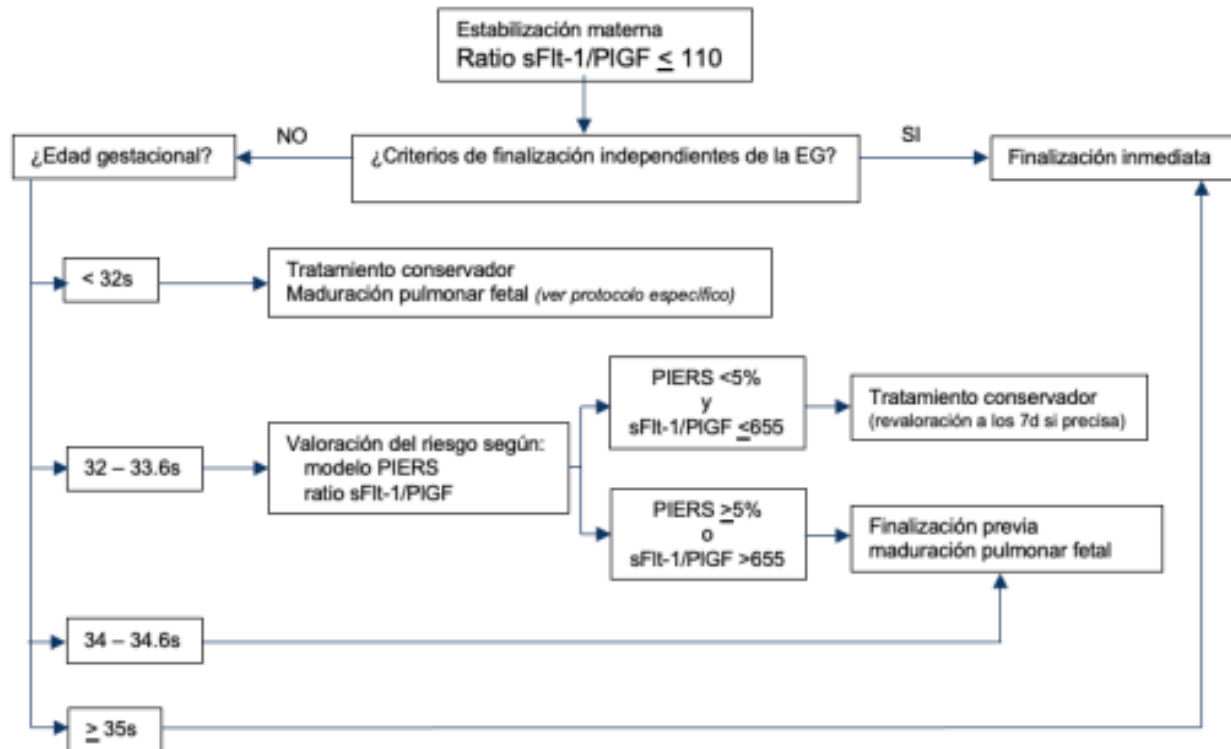 Estabilización materna
Ratio sFlt-1/PlGF ≤ 110
NO
SI
¿Edad gestacional?
¿Criterios de finalización independientes de la EG?
Finalización inmediata
< 32s
Tratamiento conservador
Maduración pulmonar fetal (ver protocolo específico)
32 – 33.6s
Valoración del riesgo según:
modelo PIERS
ratio sFlt-1/PlGF
PIERS <5%
y
sFlt-1/PlGF ≤655
Tratamiento conservador
(revaloración a los 7d si precisa)
PIERS ≥5%
o
sFlt-1/PlGF >655
Finalización previa
maduración pulmonar fetal
34 – 34.6s
≥ 35s